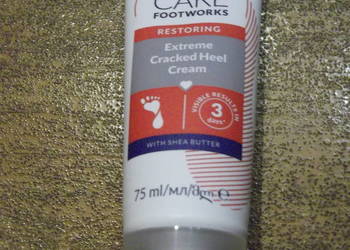 CARE
FOOTWORKS
RESTORING
Extreme
Cracked Heel
Cream
VISIBLE RESULTS IN
3
days*
WITH SHEA BUTTER
75 ml/мл/